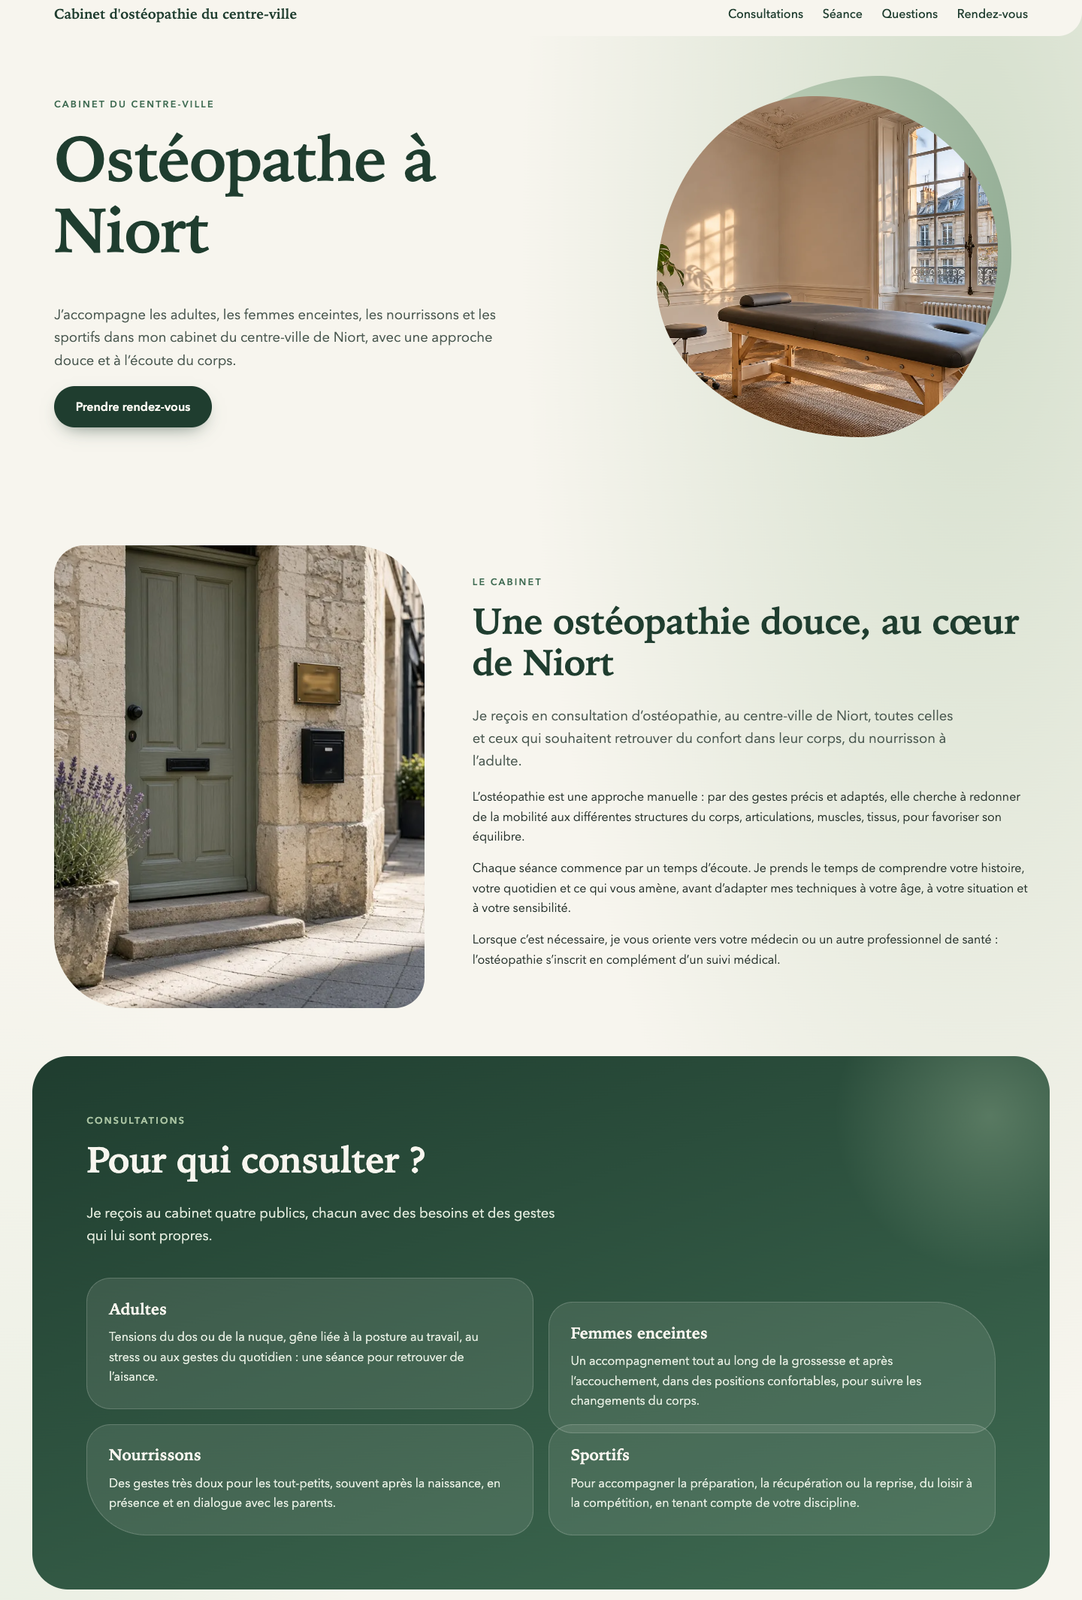 Cabinet d'ostéopathie du centre-ville
Consultations Séance Questions Rendez-vous
CABINET DU CENTRE-VILLE
Ostéopathe à
Niort
J’accompagne les adultes, les femmes enceintes, les nourrissons et les
sportifs dans mon cabinet du centre-ville de Niort, avec une approche
douce et à l’écoute du corps.
Prendre rendez-vous
LE CABINET
Une ostéopathie douce, au cœur
de Niort
Je reçois en consultation d’ostéopathie, au centre-ville de Niort, toutes celles
et ceux qui souhaitent retrouver du confort dans leur corps, du nourrisson à
l’adulte.
L’ostéopathie est une approche manuelle : par des gestes précis et adaptés, elle cherche à redonner
de la mobilité aux différentes structures du corps, articulations, muscles, tissus, pour favoriser son
équilibre.
Chaque séance commence par un temps d’écoute. Je prends le temps de comprendre votre histoire,
votre quotidien et ce qui vous amène, avant d’adapter mes techniques à votre âge, à votre situation et
à votre sensibilité.
Lorsque c’est nécessaire, je vous oriente vers votre médecin ou un autre professionnel de santé :
l’ostéopathie s’inscrit en complément d’un suivi médical.
CONSULTATIONS
Pour qui consulter ?
Je reçois au cabinet quatre publics, chacun avec des besoins et des gestes
qui lui sont propres.
Adultes
Tensions du dos ou de la nuque, gêne liée à la posture au travail, au
stress ou aux gestes du quotidien : une séance pour retrouver de
l’aisance.
Femmes enceintes
Un accompagnement tout au long de la grossesse et après
l’accouchement, dans des positions confortables, pour suivre les
changements du corps.
Nourrissons
Des gestes très doux pour les tout-petits, souvent après la naissance, en
présence et en dialogue avec les parents.
Sportifs
Pour accompagner la préparation, la récupération ou la reprise, du loisir à
la compétition, en tenant compte de votre discipline.